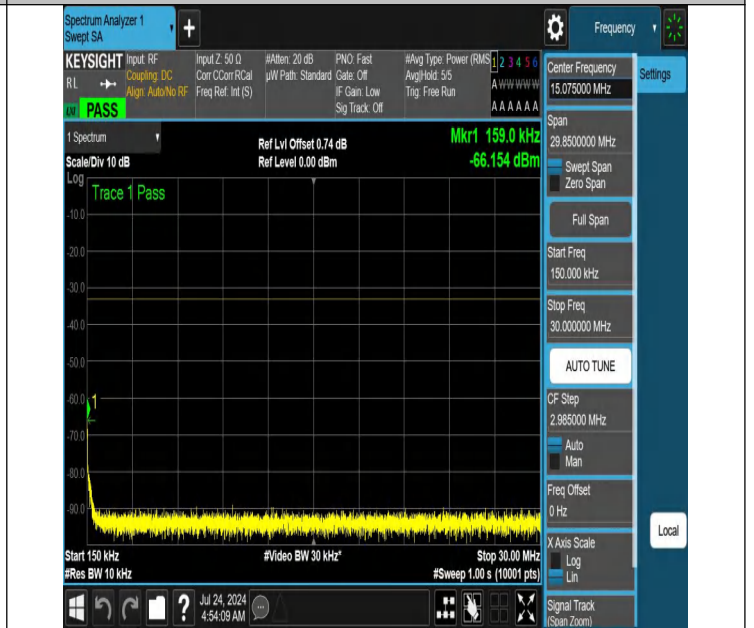 Spectrum Analyzer 1
Swept SA
+
Frequency
KEYSIGHT
RL
PASS
Input: RF
Coupling: DC
Align: Auto/No RF
Input Z: 50 Ω
Corr CCorr RCal
Freq Ref: Int (S)
#Atten: 20 dB
µW Path: Standard
PNO: Fast
Gate: Off
IF Gain: Low
Sig Track: Off
#Avg Type: Power (RMS
Avg|Hold: 5/5
Trig: Free Run
1 2 3 4 5 6
A W W W W W
A A A A A A
1 Spectrum
Scale/Div 10 dB
Ref Lvl Offset 0.74 dB
Ref Level 0.00 dBm
Mkr1 159.0 kHz
-66.154 dBm
Log
Trace 1 Pass
-10.0
-20.0
-30.0
-40.0
-50.0
-60.0
-70.0
-80.0
-90.0
1
Start 150 kHz
#Res BW 10 kHz
#Video BW 30 kHz*
Stop 30.00 MHz
#Sweep 1.00 s (10001 pts)
Center Frequency
15.075000 MHz
Settings
Span
29.8500000 MHz
Swept Span
Zero Span
Full Span
Start Freq
150.000 kHz
Stop Freq
30.000000 MHz
AUTO TUNE
CF Step
2.985000 MHz
Auto
Man
Freq Offset
0 Hz
X Axis Scale
Log
Lin
Local
Signal Track
(Span Zoom)
?
Jul 24, 2024
4:54:09 AM